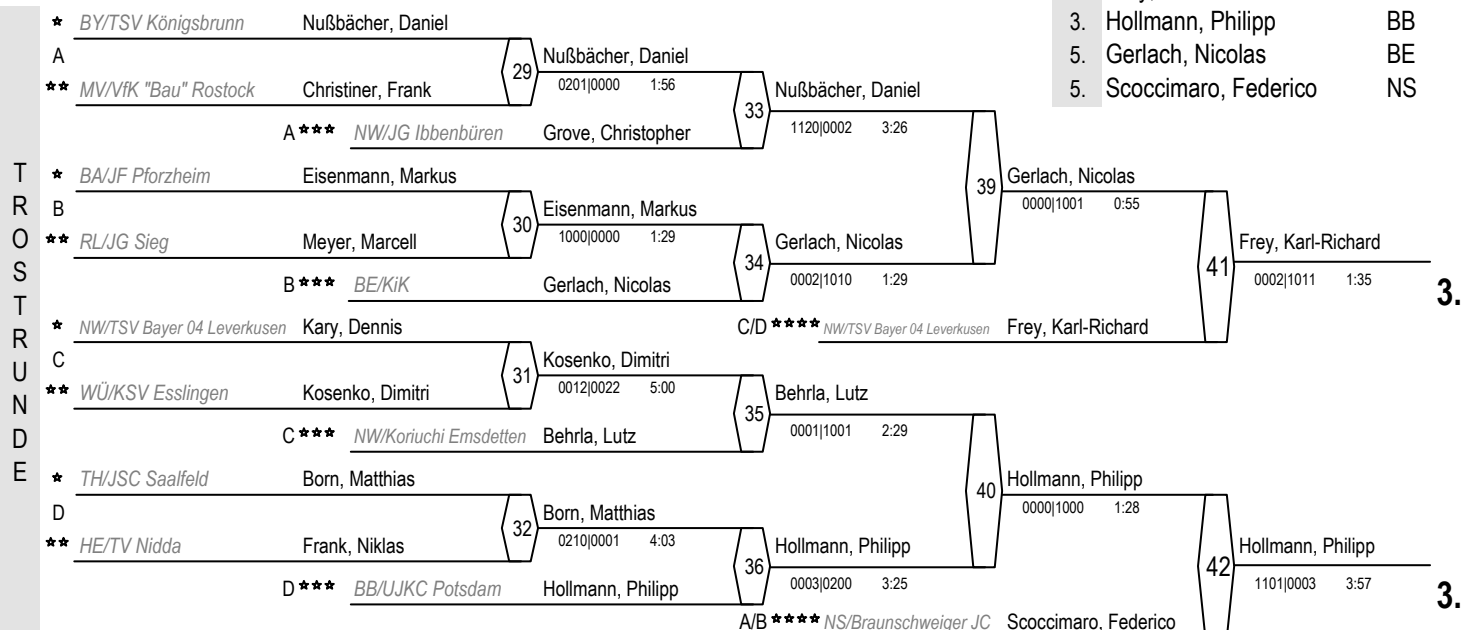 3. Hollmann, Philipp BB
5. Gerlach, Nicolas BE
5. Scoccimaro, Federico NS
TROSTRUNDE
* BY/TSV Königsbrunn Nußbächer, Daniel
A
** MV/VfK "Bau" Rostock Christiner, Frank
29
Nußbächer, Daniel
0201|0000 1:56
A *** NW/JG Ibbenbüren Grove, Christopher
33
Nußbächer, Daniel
1120|0002 3:26
* BA/JF Pforzheim Eisenmann, Markus
B
** RL/JG Sieg Meyer, Marcell
30
Eisenmann, Markus
1000|0000 1:29
B *** BE/KiK Gerlach, Nicolas
34
Gerlach, Nicolas
0002|1010 1:29
39
Gerlach, Nicolas
0000|1001 0:55
C/D **** NW/TSV Bayer 04 Leverkusen Frey, Karl-Richard
41
Frey, Karl-Richard
0002|1011 1:35
3.
* NW/TSV Bayer 04 Leverkusen Kary, Dennis
C
** WÜ/KSV Esslingen Kosenko, Dimitri
31
Kosenko, Dimitri
0012|0022 5:00
C *** NW/Koriuchi Emsdetten Behrla, Lutz
35
Behrla, Lutz
0001|1001 2:29
* TH/JSC Saalfeld Born, Matthias
D
** HE/TV Nidda Frank, Niklas
32
Born, Matthias
0210|0001 4:03
D *** BB/UJKC Potsdam Hollmann, Philipp
36
Hollmann, Philipp
0003|0200 3:25
40
Hollmann, Philipp
0000|1000 1:28
A/B **** NS/Braunschweiger JC Scoccimaro, Federico
42
Hollmann, Philipp
1101|0003 3:57
3.